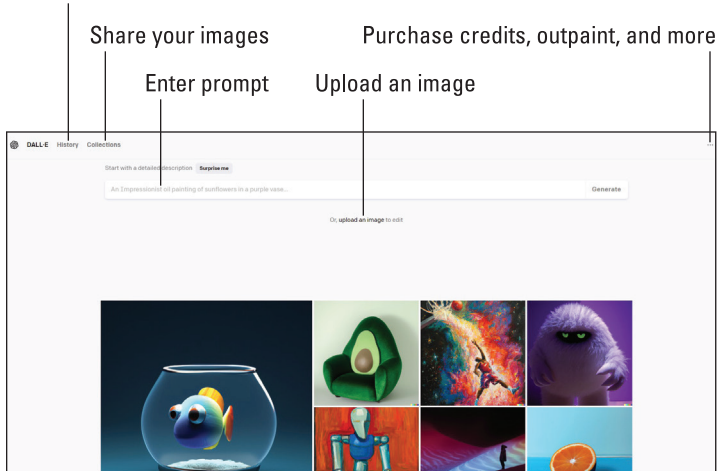 Share your images
Purchase credits, outpaint, and more
Enter prompt
Upload an image
DALL·E History Collections
Start with a detailed description Surprise me
An Impressionist oil painting of sunflowers in a purple vase... Generate
Or, upload an image to edit